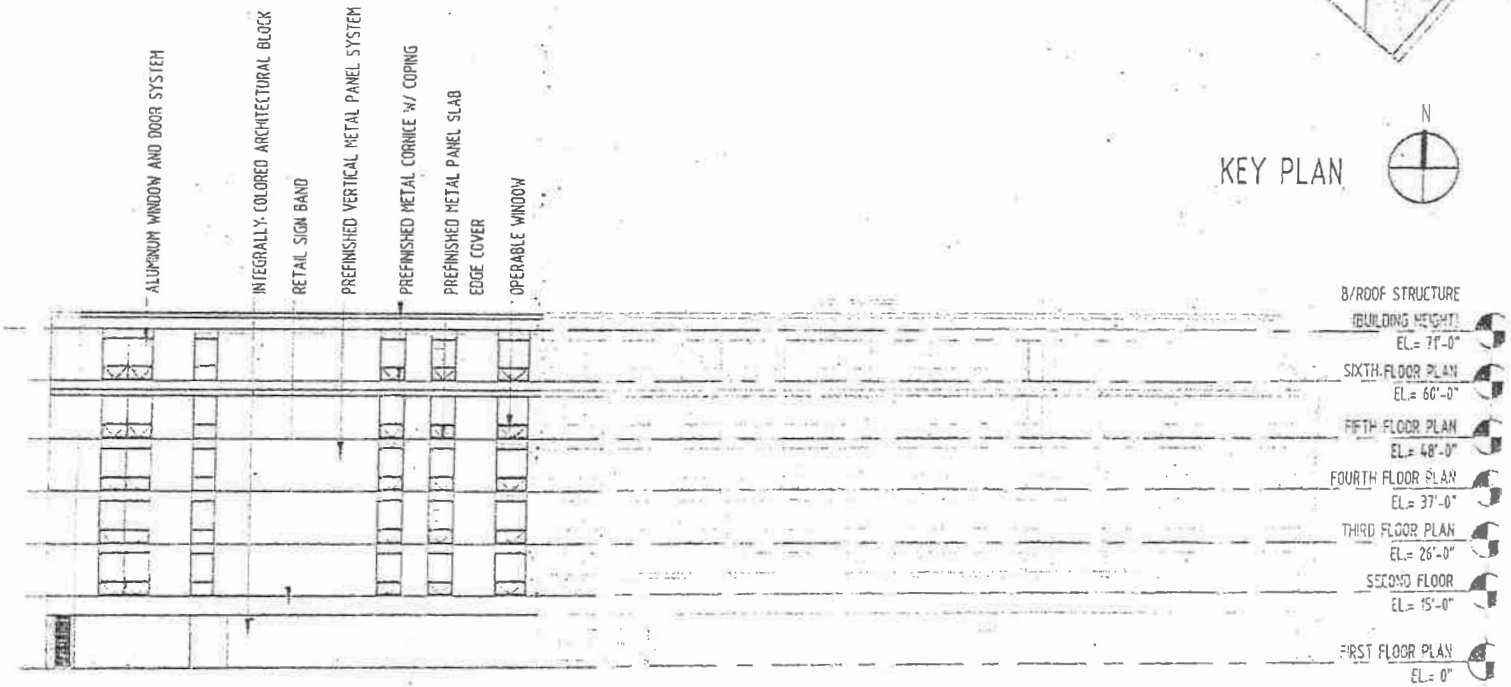 ALUMINUM WINDOW AND DOOR SYSTEM
INTEGRALLY-COLORED ARCHITECTURAL BLOCK
RETAIL SIGN BAND
PREFINISHED VERTICAL METAL PANEL SYSTEM
PREFINISHED METAL CORNICE W/ COPING
PREFINISHED METAL PANEL SLAB
EDGE COVER
OPERABLE WINDOW
N
KEY PLAN
B/ROOF STRUCTURE
(BUILDING HEIGHT)
EL.= 71'-0"
SIXTH FLOOR PLAN
EL.= 60'-0"
FIFTH FLOOR PLAN
EL.= 48'-0"
FOURTH FLOOR PLAN
EL.= 37'-0"
THIRD FLOOR PLAN
EL.= 26'-0"
SECOND FLOOR
EL.= 15'-0"
FIRST FLOOR PLAN
EL.= 0"